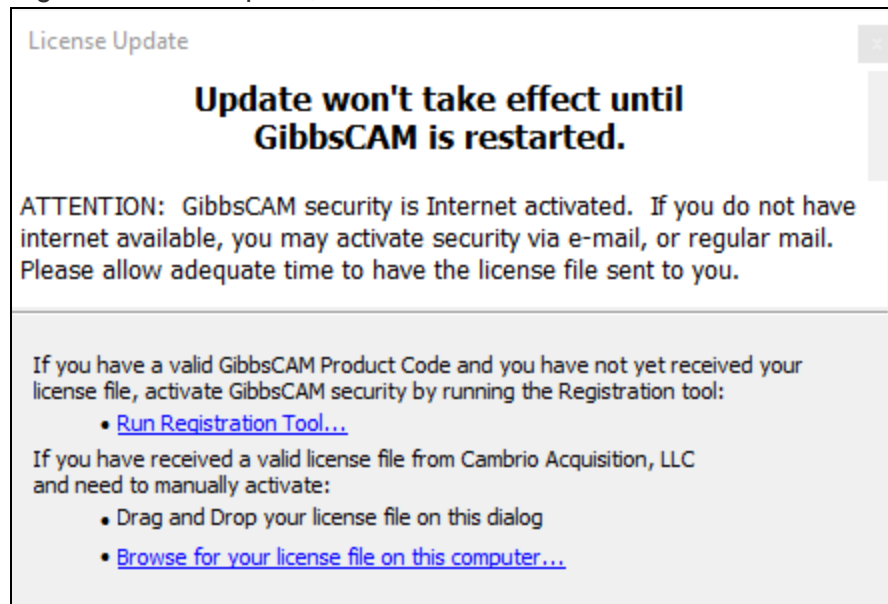 License Update
Update won't take effect until
GibbsCAM is restarted.
ATTENTION:  GibbsCAM security is Internet activated.  If you do not have
internet available, you may activate security via e-mail, or regular mail.
Please allow adequate time to have the license file sent to you.
If you have a valid GibbsCAM Product Code and you have not yet received your
license file, activate GibbsCAM security by running the Registration tool:
• Run Registration Tool...
If you have received a valid license file from Cambrio Acquisition, LLC
and need to manually activate:
• Drag and Drop your license file on this dialog
• Browse for your license file on this computer...